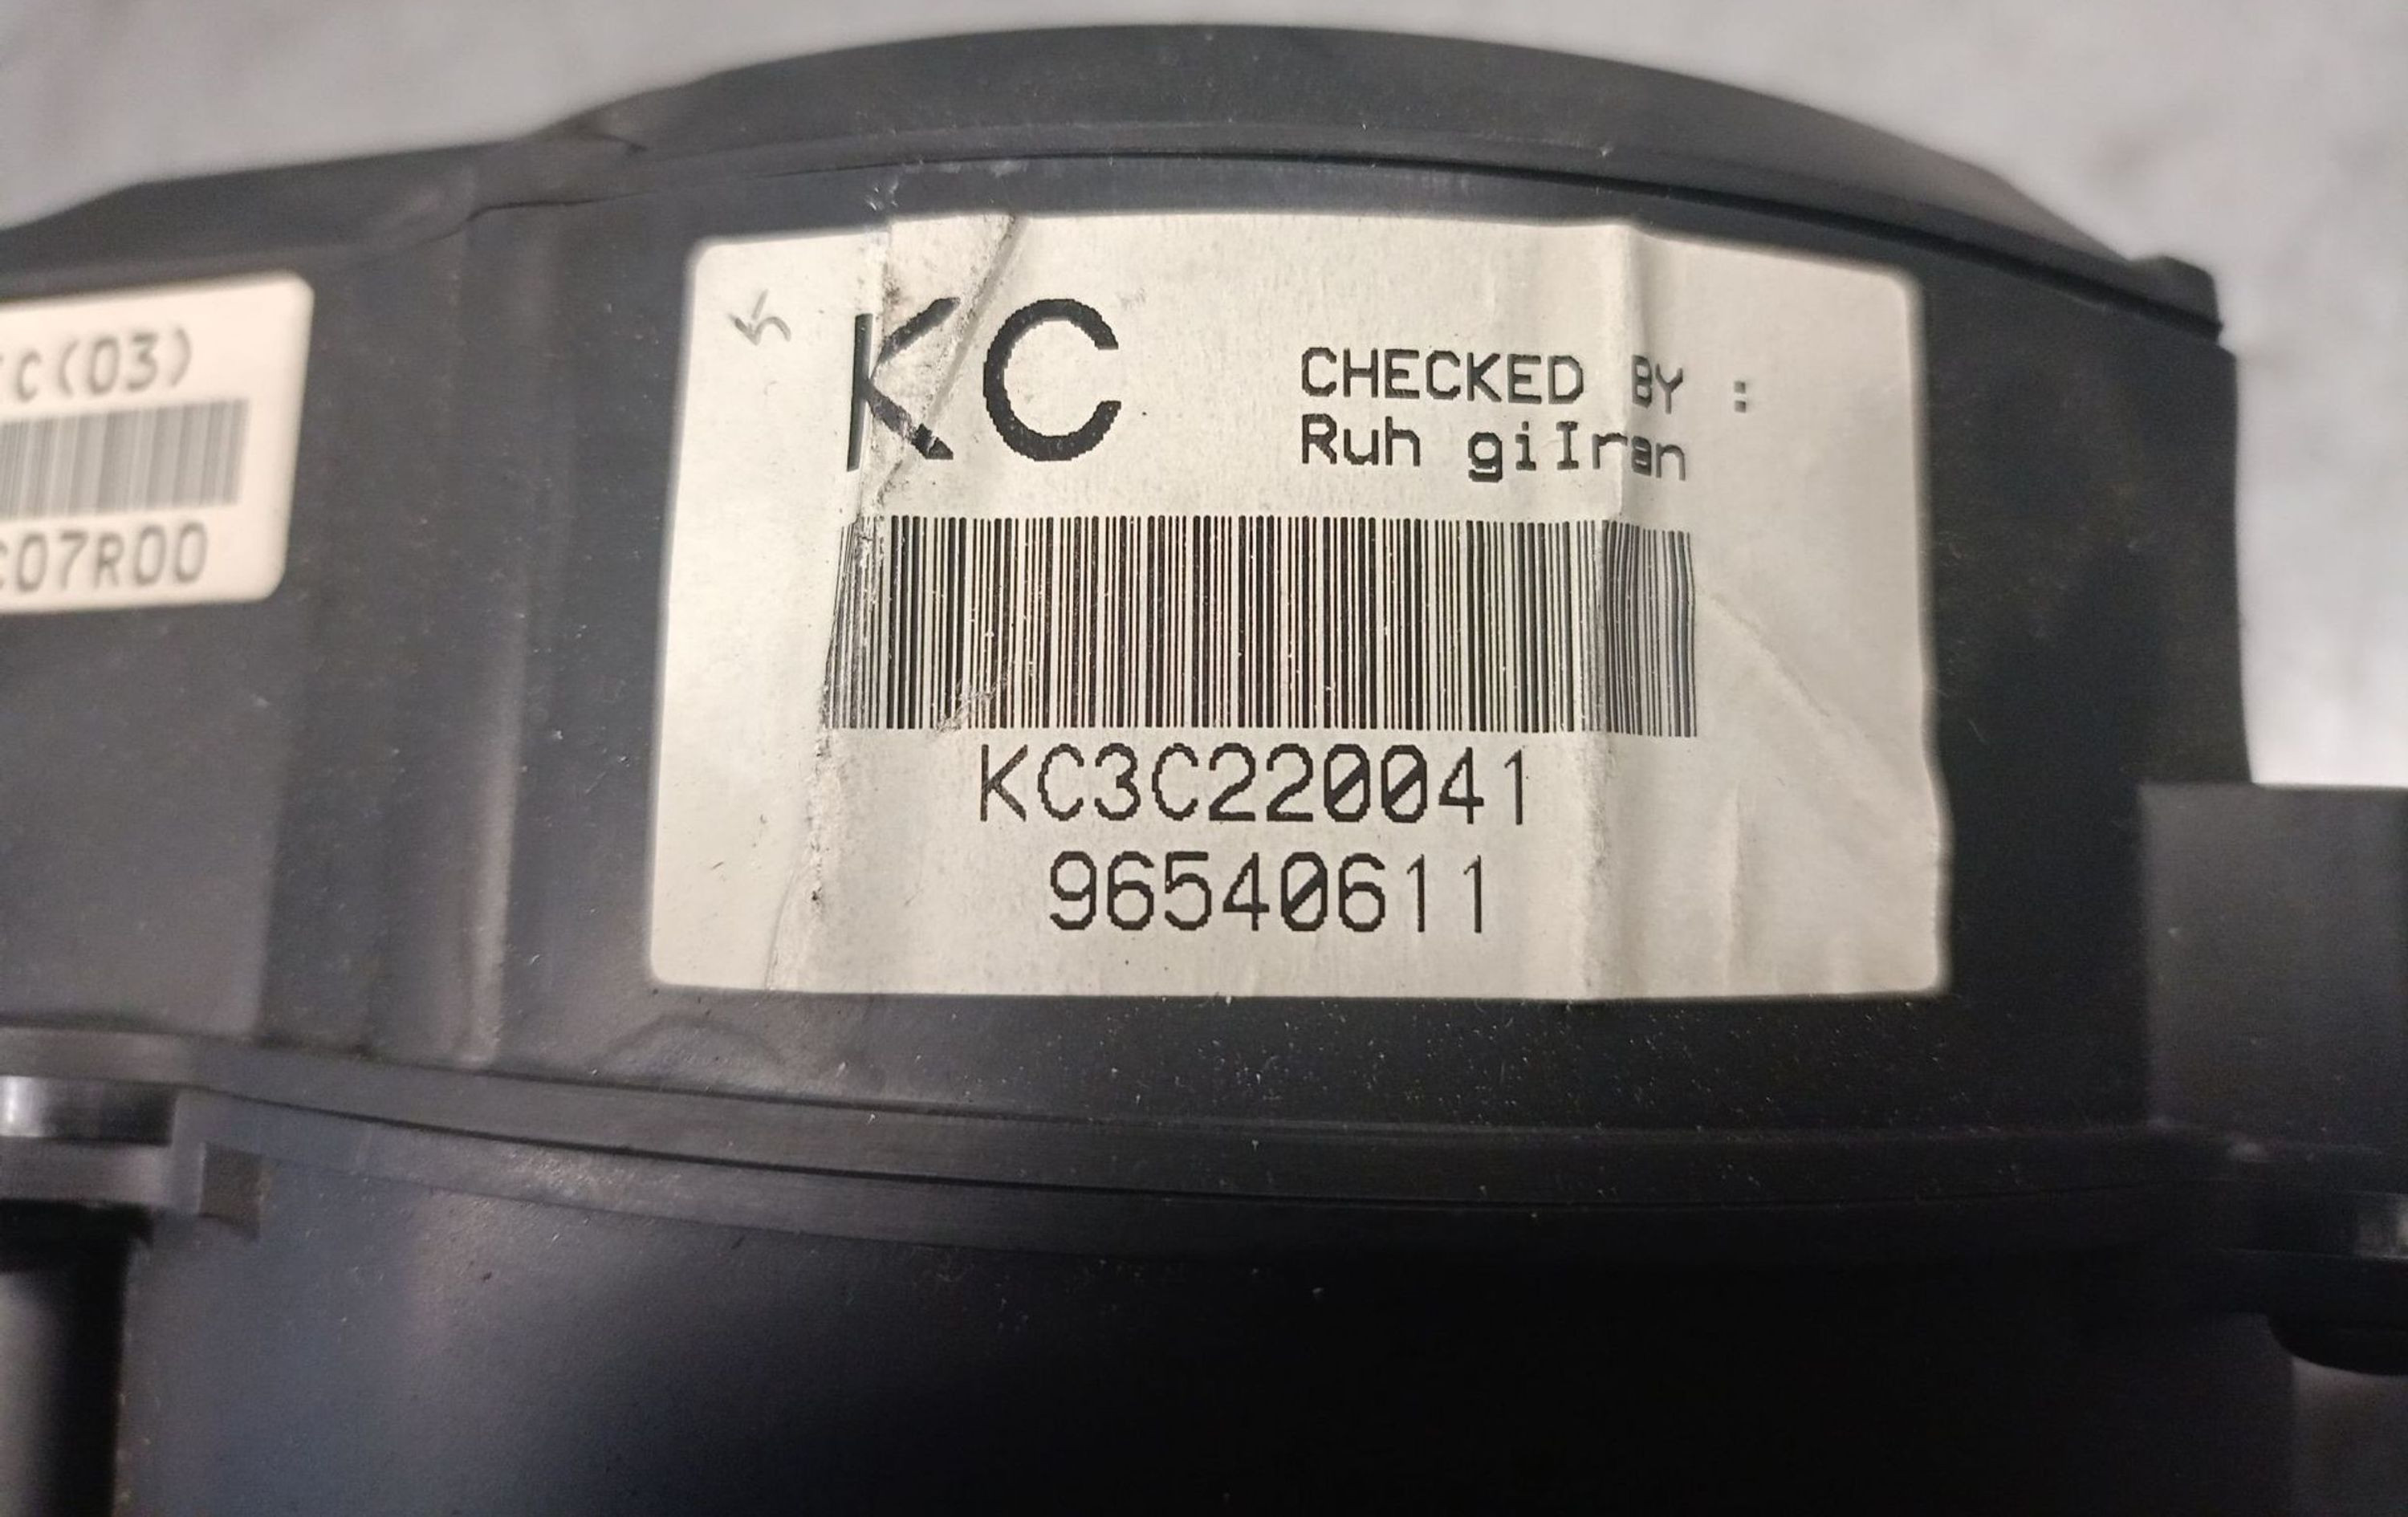 C(03)
C07R00
KC
CHECKED BY :
Ruh giIran
KC3C220041
96540611